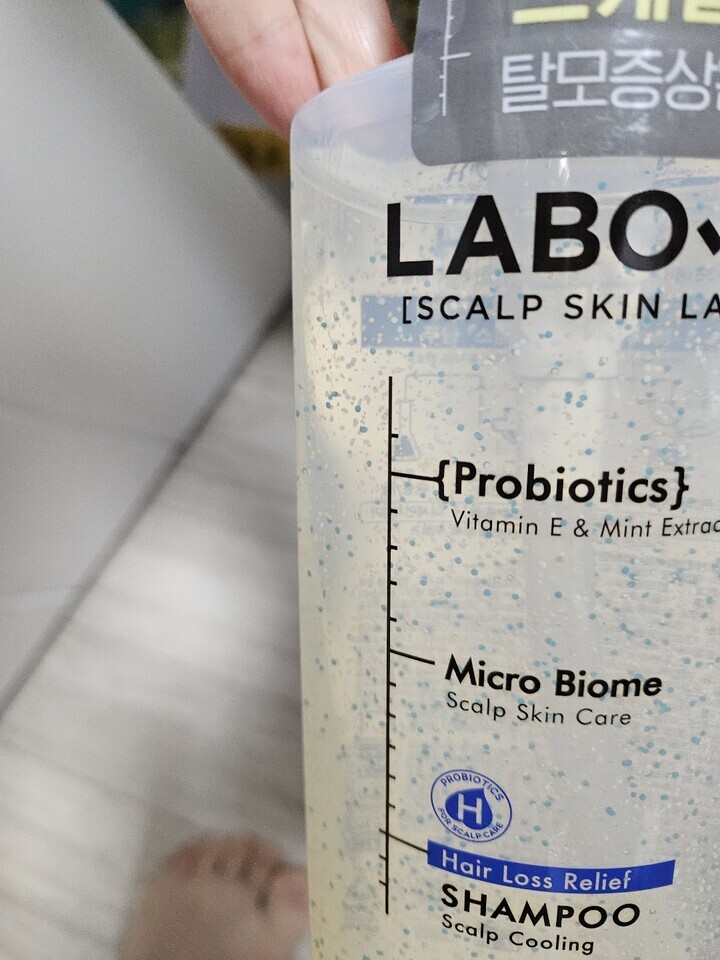 탈모증상
LABO
[SCALP SKIN LA
{Probiotics}
Vitamin E & Mint Extrac
Micro Biome
Scalp Skin Care
PROBIOTICS
H
FOR SCALP CARE
Hair Loss Relief
SHAMPOO
Scalp Cooling